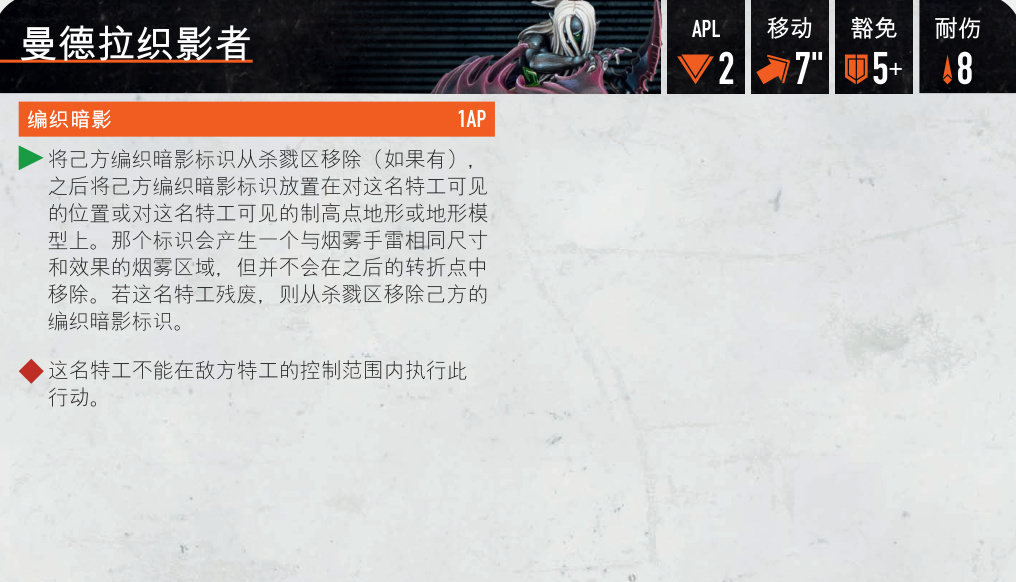 曼德拉织影者
APL
2
移动
7"
豁免
5+
耐伤
8
编织暗影 1AP
将己方编织暗影标识从杀戮区移除（如果有），
之后将己方编织暗影标识放置在对这名特工可见
的位置或对这名特工可见的制高点地形或地形模
型上。那个标识会产生一个与烟雾手雷相同尺寸
和效果的烟雾区域，但并不会在之后的转折点中
移除。若这名特工残废，则从杀戮区移除己方的
编织暗影标识。
这名特工不能在敌方特工的控制范围内执行此
行动。